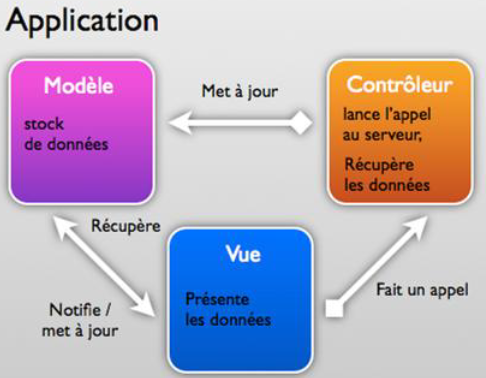 Application
Modèle
stock
de données
Met à jour
Contrôleur
lance l'appel
au serveur,
Récupère
les données
Récupère
Notifie /
met à jour
Vue
Présente
les données
Fait un appel